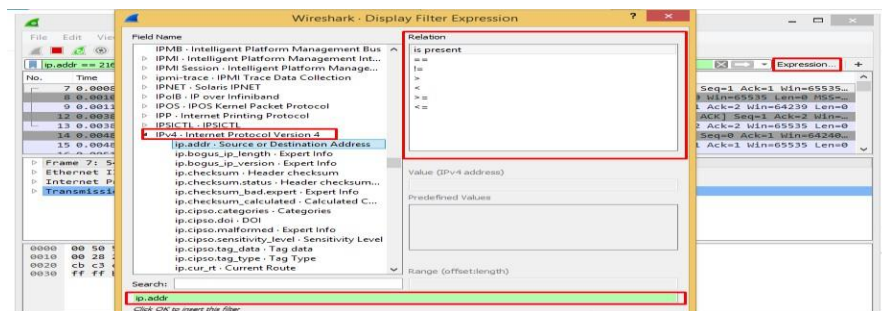 Wireshark · Display Filter Expression
? ×
File Edit
Expression... +
ip.addr == 216
No. Time
7 0.0008
8 0.0010
9 0.0011
12 0.0038
13 0.0038
14 0.0048
15 0.0048
Field Name
IPMB · Intelligent Platform Management Bus
IPMI · Intelligent Platform Management Int...
IPMI Session · Intelligent Platform Manage...
ipmi-trace · IPMI Trace Data Collection
IPNET · Solaris IPNET
IPoIB · IP over Infiniband
IPOS · IPOS Kernel Packet Protocol
IPP · Internet Printing Protocol
IPSICTL · IPSICTL
IPv4 · Internet Protocol Version 4
ip.addr · Source or Destination Address
ip.bogus_ip_length · Expert Info
ip.bogus_ip_version · Expert Info
ip.checksum · Header checksum
ip.checksum.status · Header checksum...
ip.checksum_bad.expert · Expert Info
ip.checksum_calculated · Calculated C...
ip.cipso.categories · Categories
ip.cipso.doi · DOI
ip.cipso.malformed · Expert Info
ip.cipso.sensitivity_level · Sensitivity Level
ip.cipso.tag_data · Tag data
ip.cipso.tag_type · Tag Type
ip.cur_rt · Current Route
Search:
ip.addr
Click OK to insert this filter
Relation
is present
==
!=
>
<
>=
<=
Value (IPv4 address)
Predefined Values
Range (offset:length)
Seq=1 Ack=1 Win=65535...
Win=65535 Len=0 MSS=...
Ack=2 Win=64239 Len=0
ACK] Seq=1 Ack=2 Win=...
Ack=2 Win=65535 Len=0
Seq=0 Ack=1 Win=64240...
Ack=1 Win=65535 Len=0
Frame 7: 54
Ethernet I
Internet P
Transmissi
0000 00 50
0010 00 28
0020 cb c3
0030 ff ff